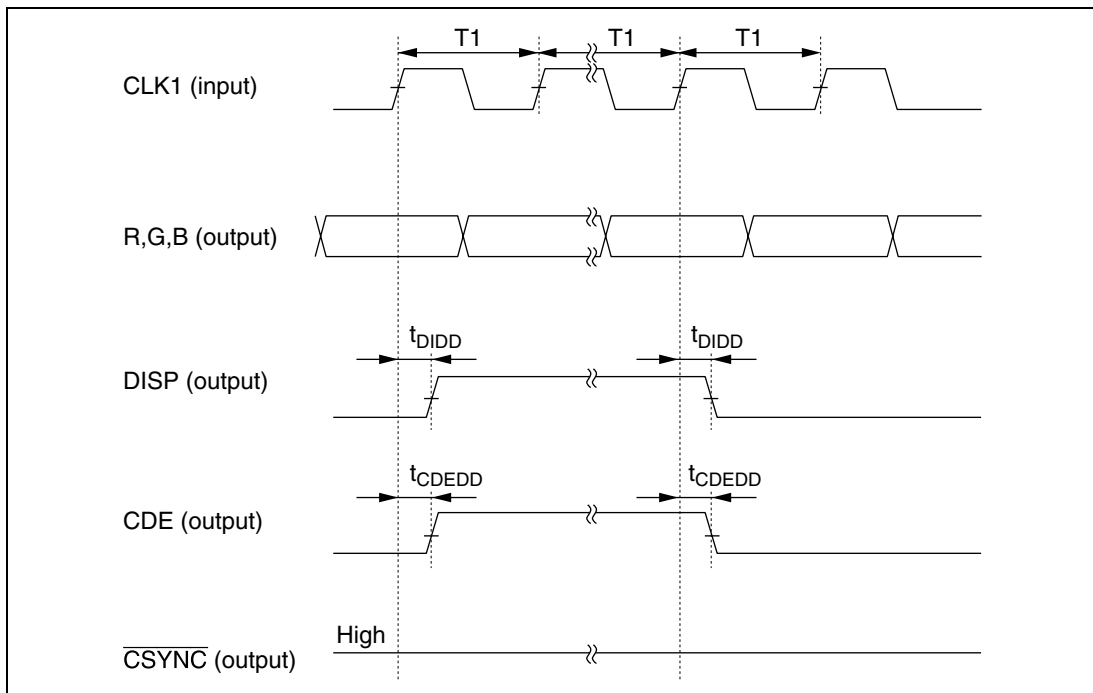 T1 T1 T1
CLK1 (input)
R,G,B (output)
tDIDD tDIDD
DISP (output)
tCDEDD tCDEDD
CDE (output)
High
CSYNC (output)